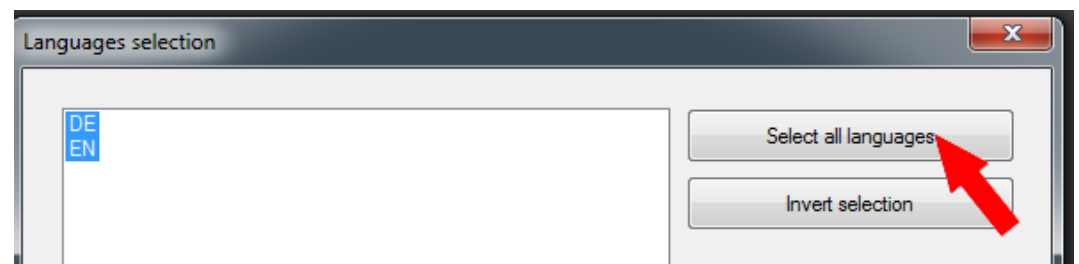 Languages selection
DE
EN
Select all languages
Invert selection